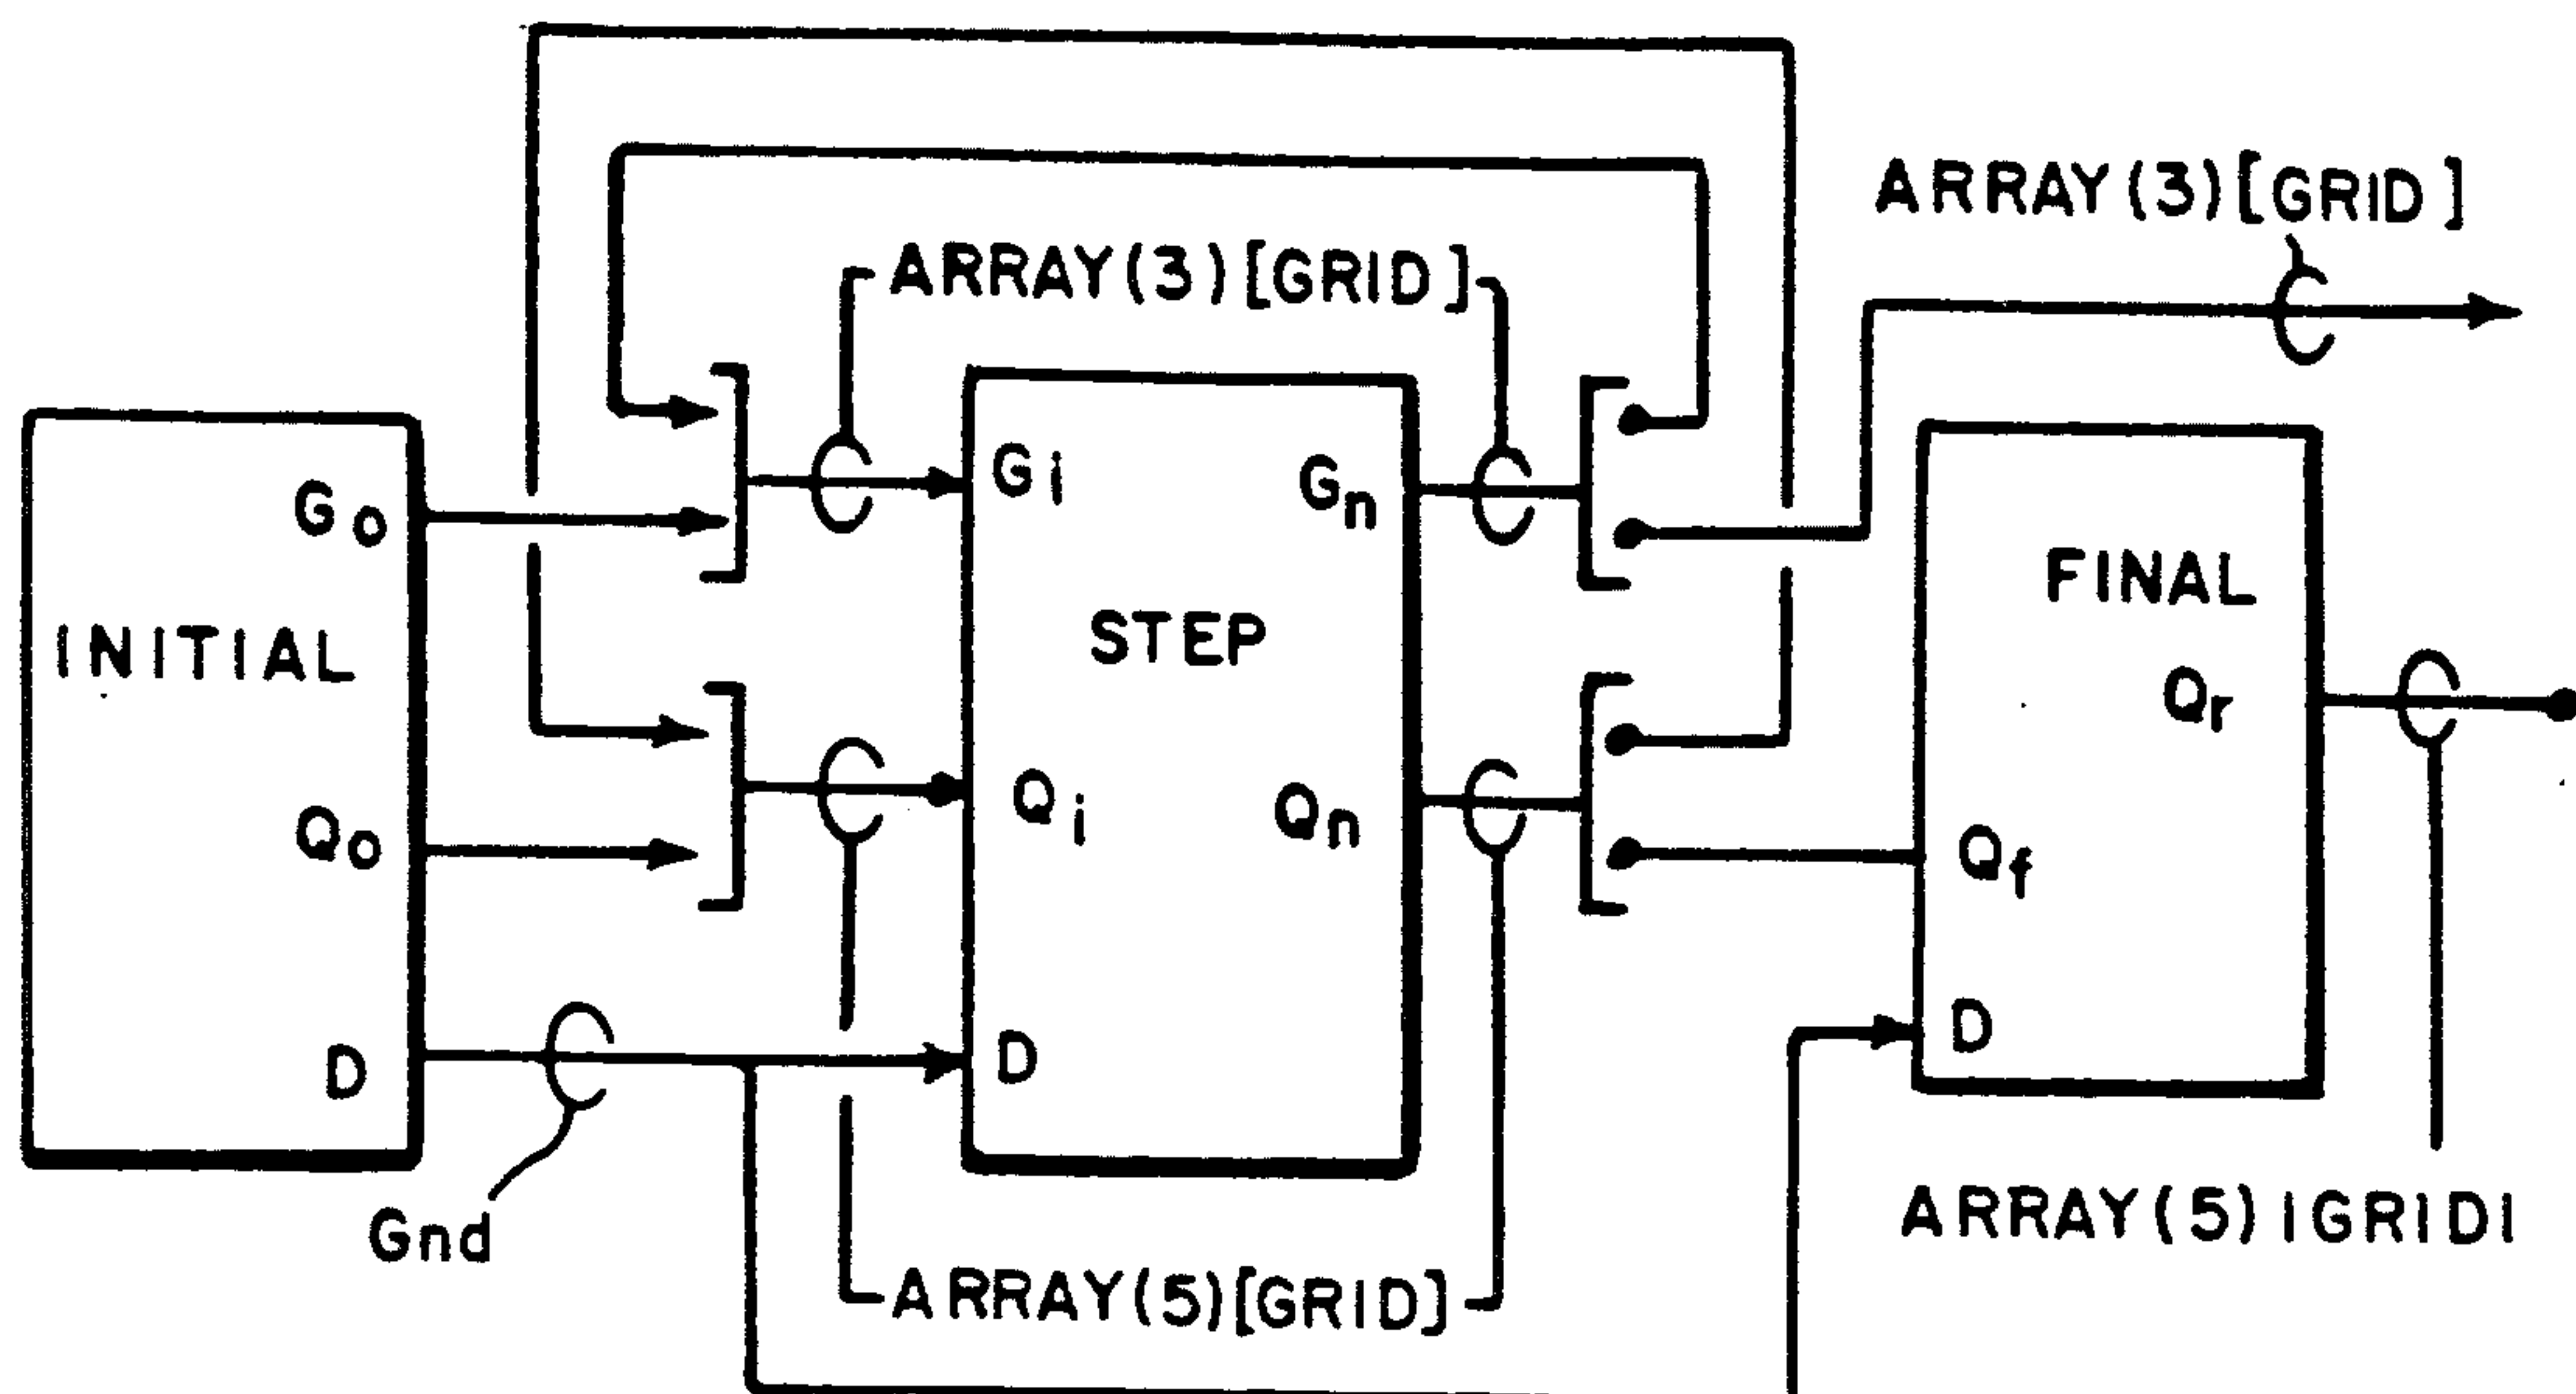 ARRAY(3)[GRID]
ARRAY(3)[GRID]
INITIAL
Go
Qo
D
Gnd
STEP
Gi
Qi
D
Gn
Qn
ARRAY(5)[GRID]
FINAL
Qr
Qf
D
ARRAY(5)IGRIDI